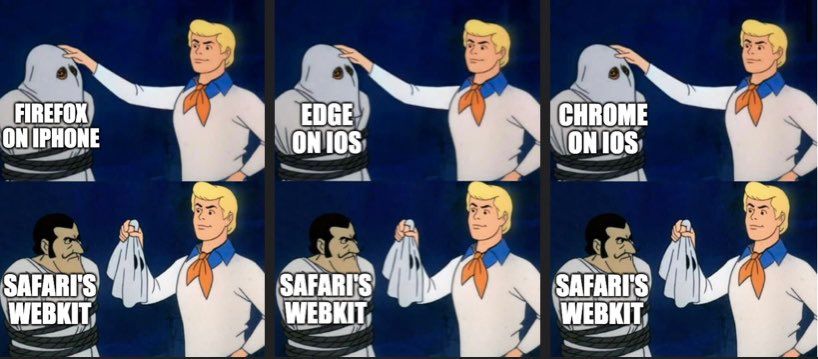 FIREFOX
ON IPHONE
EDGE
ON IOS
CHROME
ON IOS
SAFARI'S
WEBKIT
SAFARI'S
WEBKIT
SAFARI'S
WEBKIT